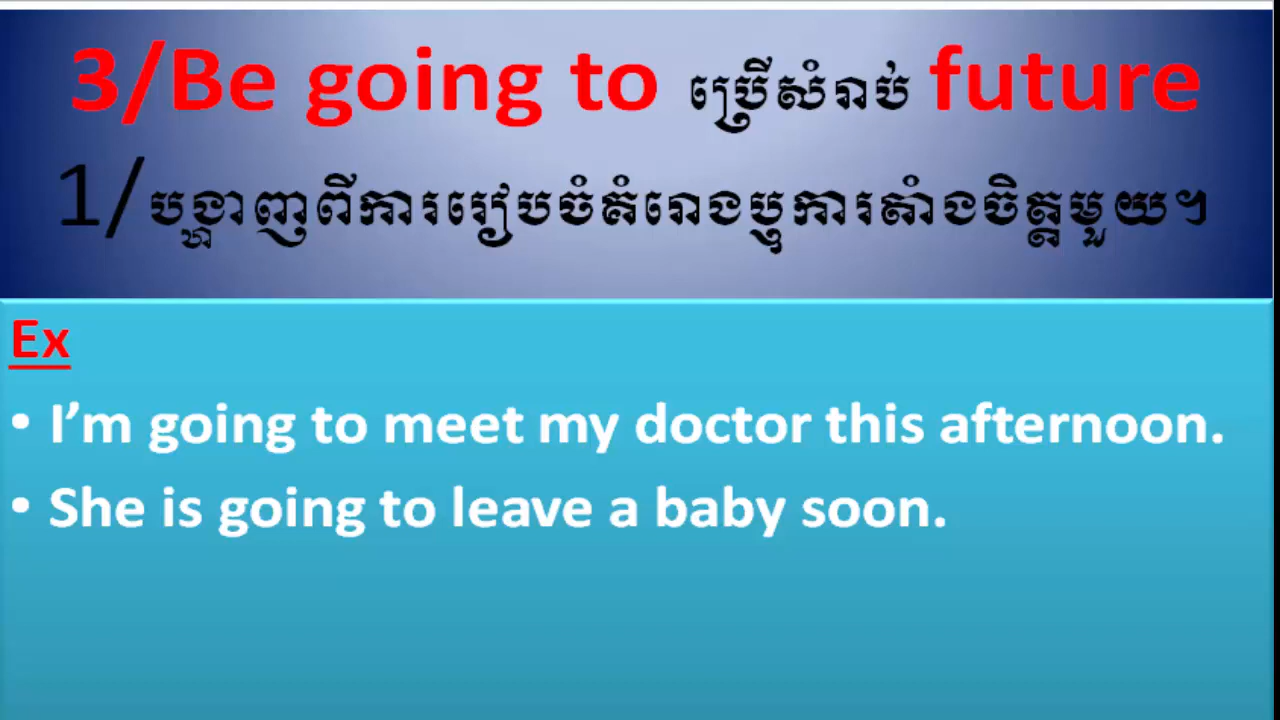 3/Be going to ប្រើសំរាប់ future
1/បង្ហាញពីការរៀបចំគំរោងឬការតាំងចិត្តមួយ។
Ex
• I’m going to meet my doctor this afternoon.
• She is going to leave a baby soon.